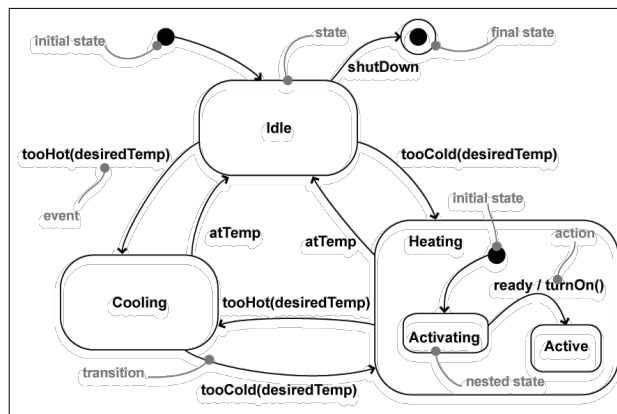 initial state
state
final state
shutDown
Idle
tooHot(desiredTemp)
tooCold(desiredTemp)
event
initial state
atTemp
atTemp
Heating
action
ready / turnOn()
Cooling
tooHot(desiredTemp)
Activating
Active
transition
nested state
tooCold(desiredTemp)